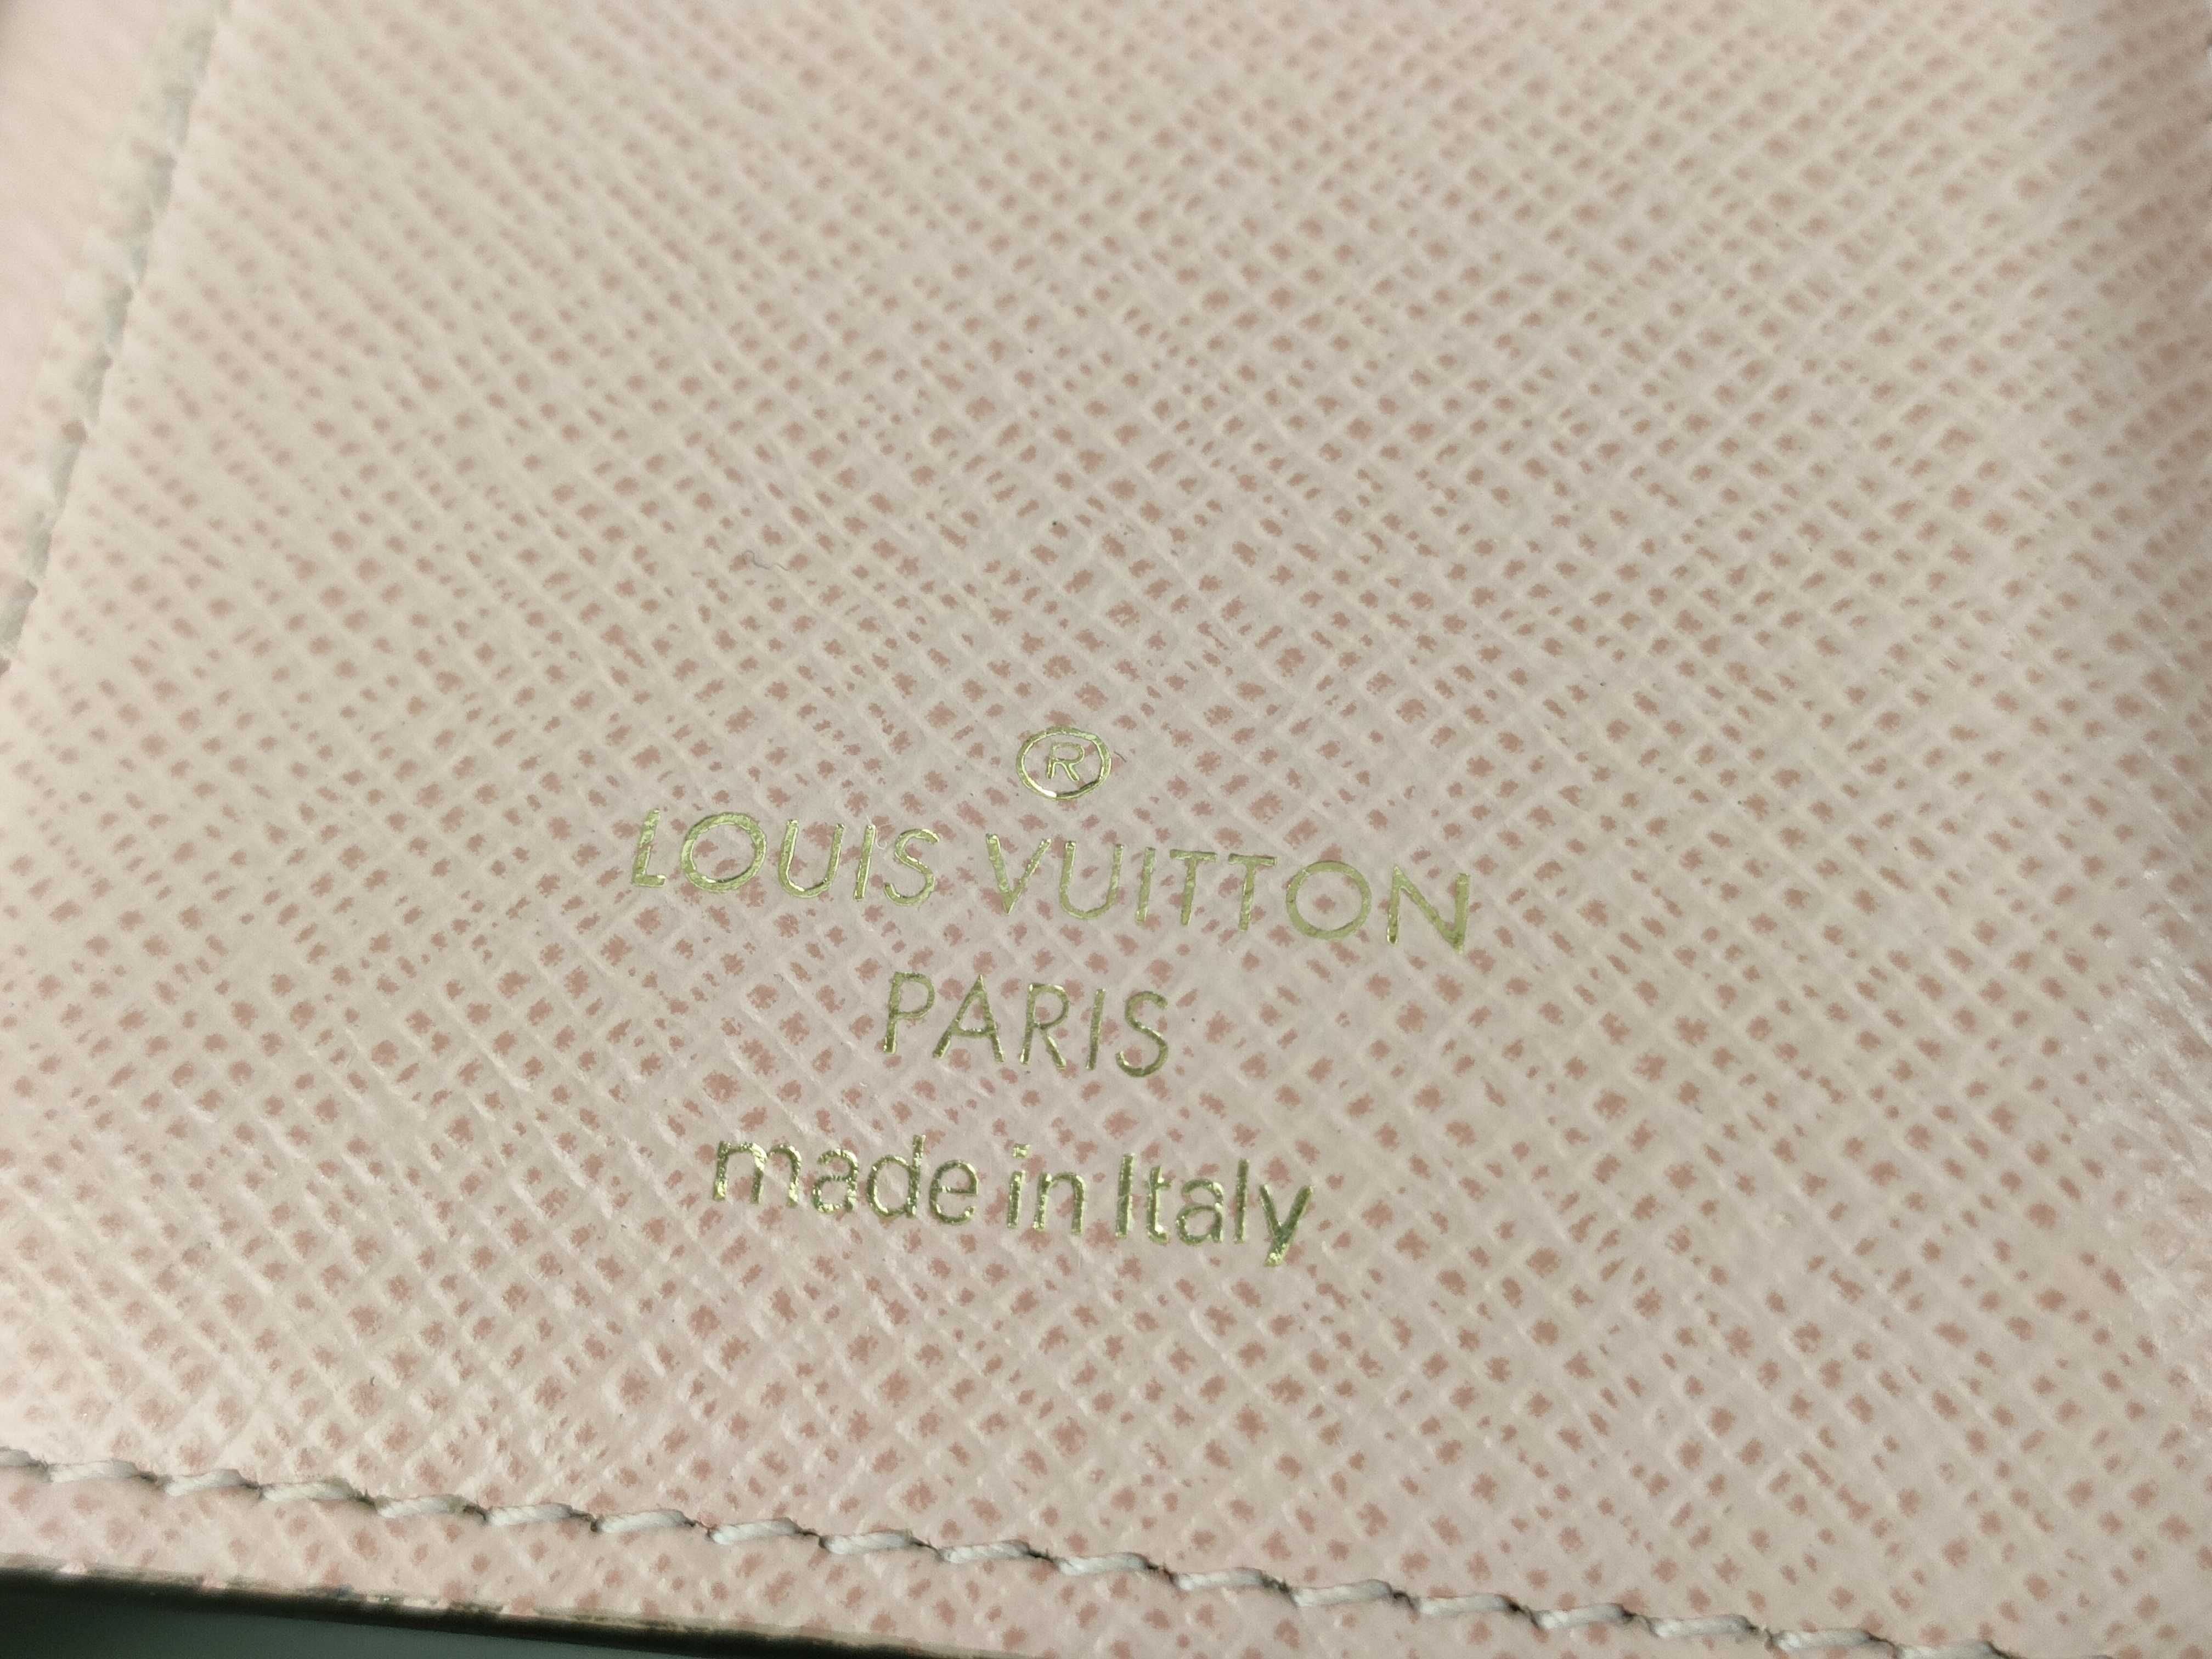 ®
LOUIS VUITTON
PARIS
made in Italy